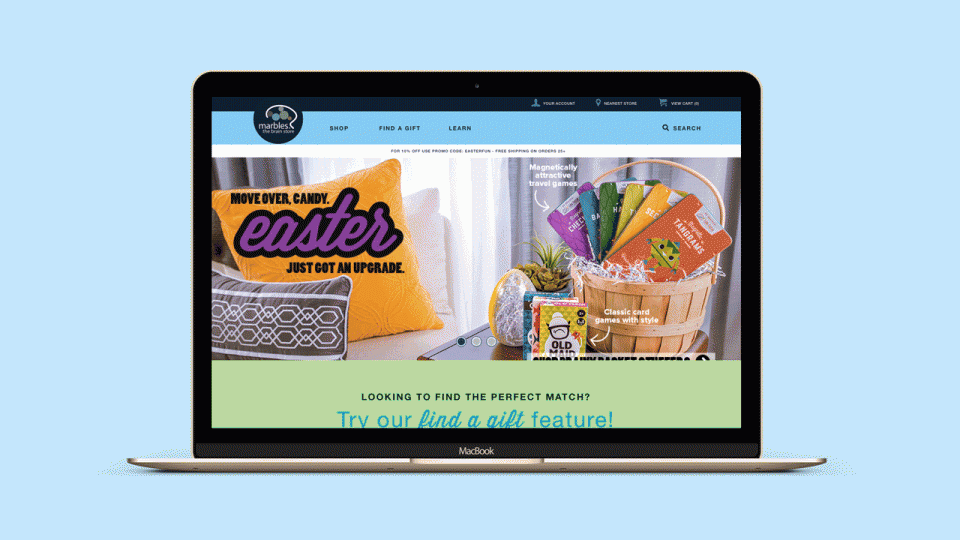 YOUR ACCOUNT
NEAREST STORE
VIEW CART (0)
marbles
the brain store
SHOP
FIND A GIFT
LEARN
SEARCH
FOR 10% OFF USE PROMO CODE: EASTERFUN - FREE SHIPPING ON ORDERS 25+
MOVE OVER, CANDY.
easter
JUST GOT AN UPGRADE.
Magnetically
attractive
travel games
TANGRAMS
Classic card
games with style
OLD
MAID
LOOKING TO FIND THE PERFECT MATCH?
Try our find a gift feature!
MacBook